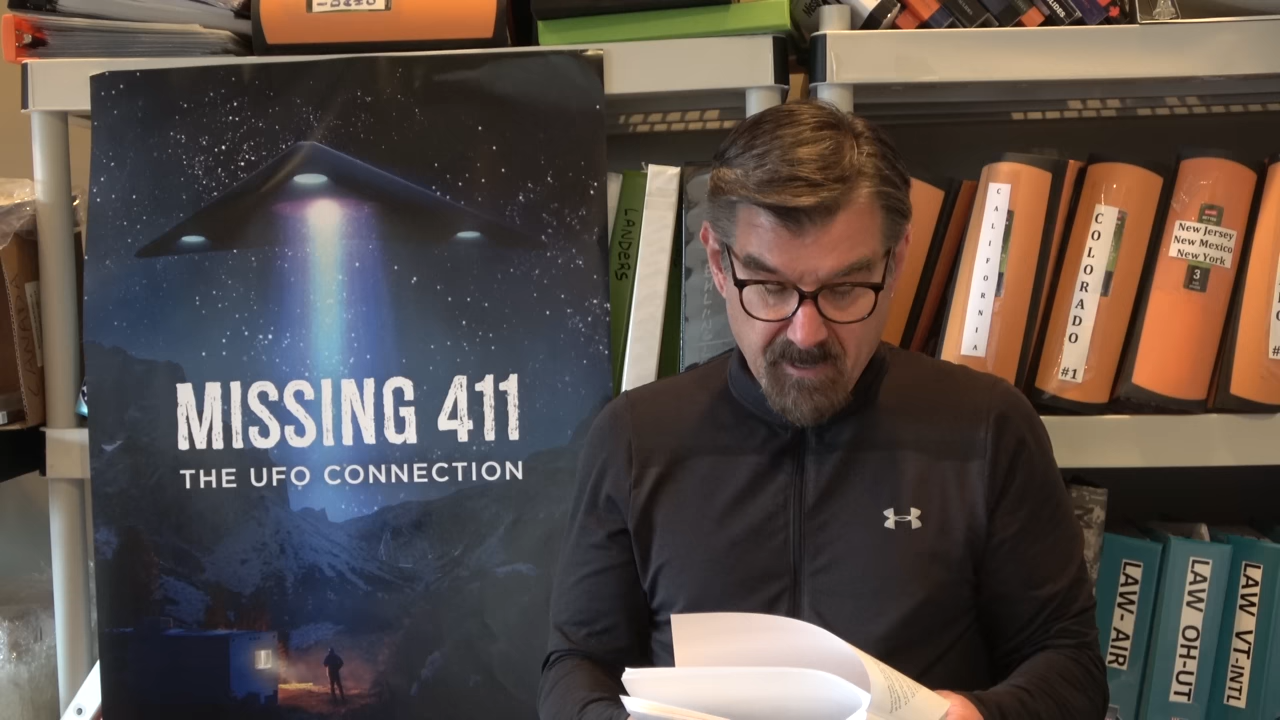 MISSING 411
THE UFO CONNECTION
LANDERS
CALIFORNIA
COLORADO
#1
New Jersey
New Mexico
New York
3
LAW-AIR
LAW OH-UT
LAW VT-INTL